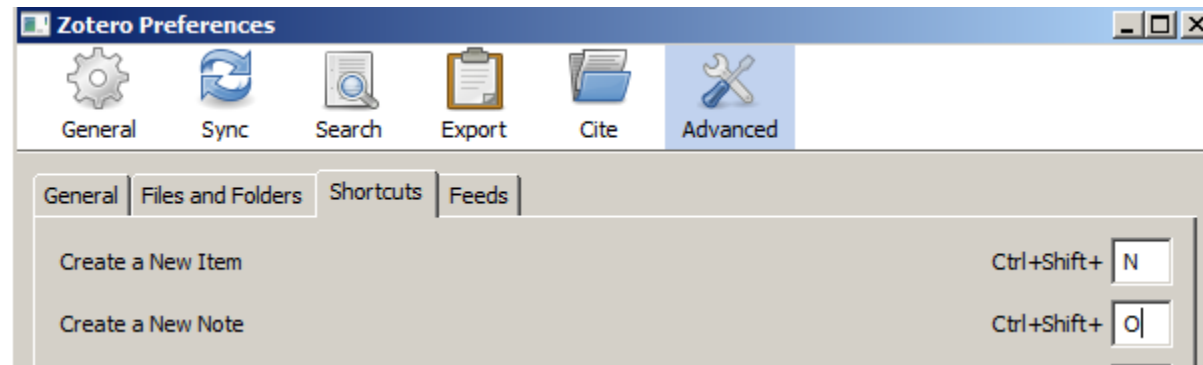 Zotero Preferences
General Sync Search Export Cite Advanced
General Files and Folders Shortcuts Feeds
Create a New Item Ctrl+Shift+ N
Create a New Note Ctrl+Shift+ O